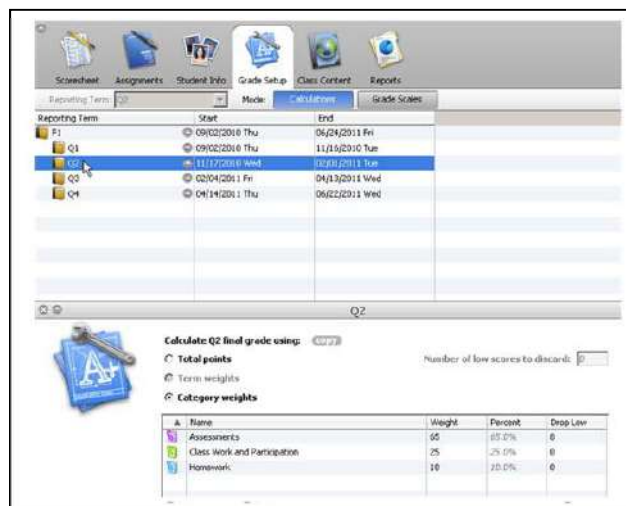 Scoresheet Assignments Student Info Grade Setup Class Content Reports
Reporting Term: Q2 Mode: Calculations Grade Scales
Reporting Term Start End
F1 09/02/2010 Thu 06/24/2011 Fri
Q1 09/02/2010 Thu 11/16/2010 Tue
Q2 11/17/2010 Wed 02/01/2011 Tue
Q3 02/04/2011 Fri 04/13/2011 Wed
Q4 04/14/2011 Thu 06/22/2011 Wed
Q2
Calculate Q2 final grade using: copy
Total points Number of low scores to discard: 0
Term weights
Category weights
Name Weight Percent Drop Low
Assessments 65 65.0% 0
Class Work and Participation 25 25.0% 0
Homework 10 10.0% 0
A+